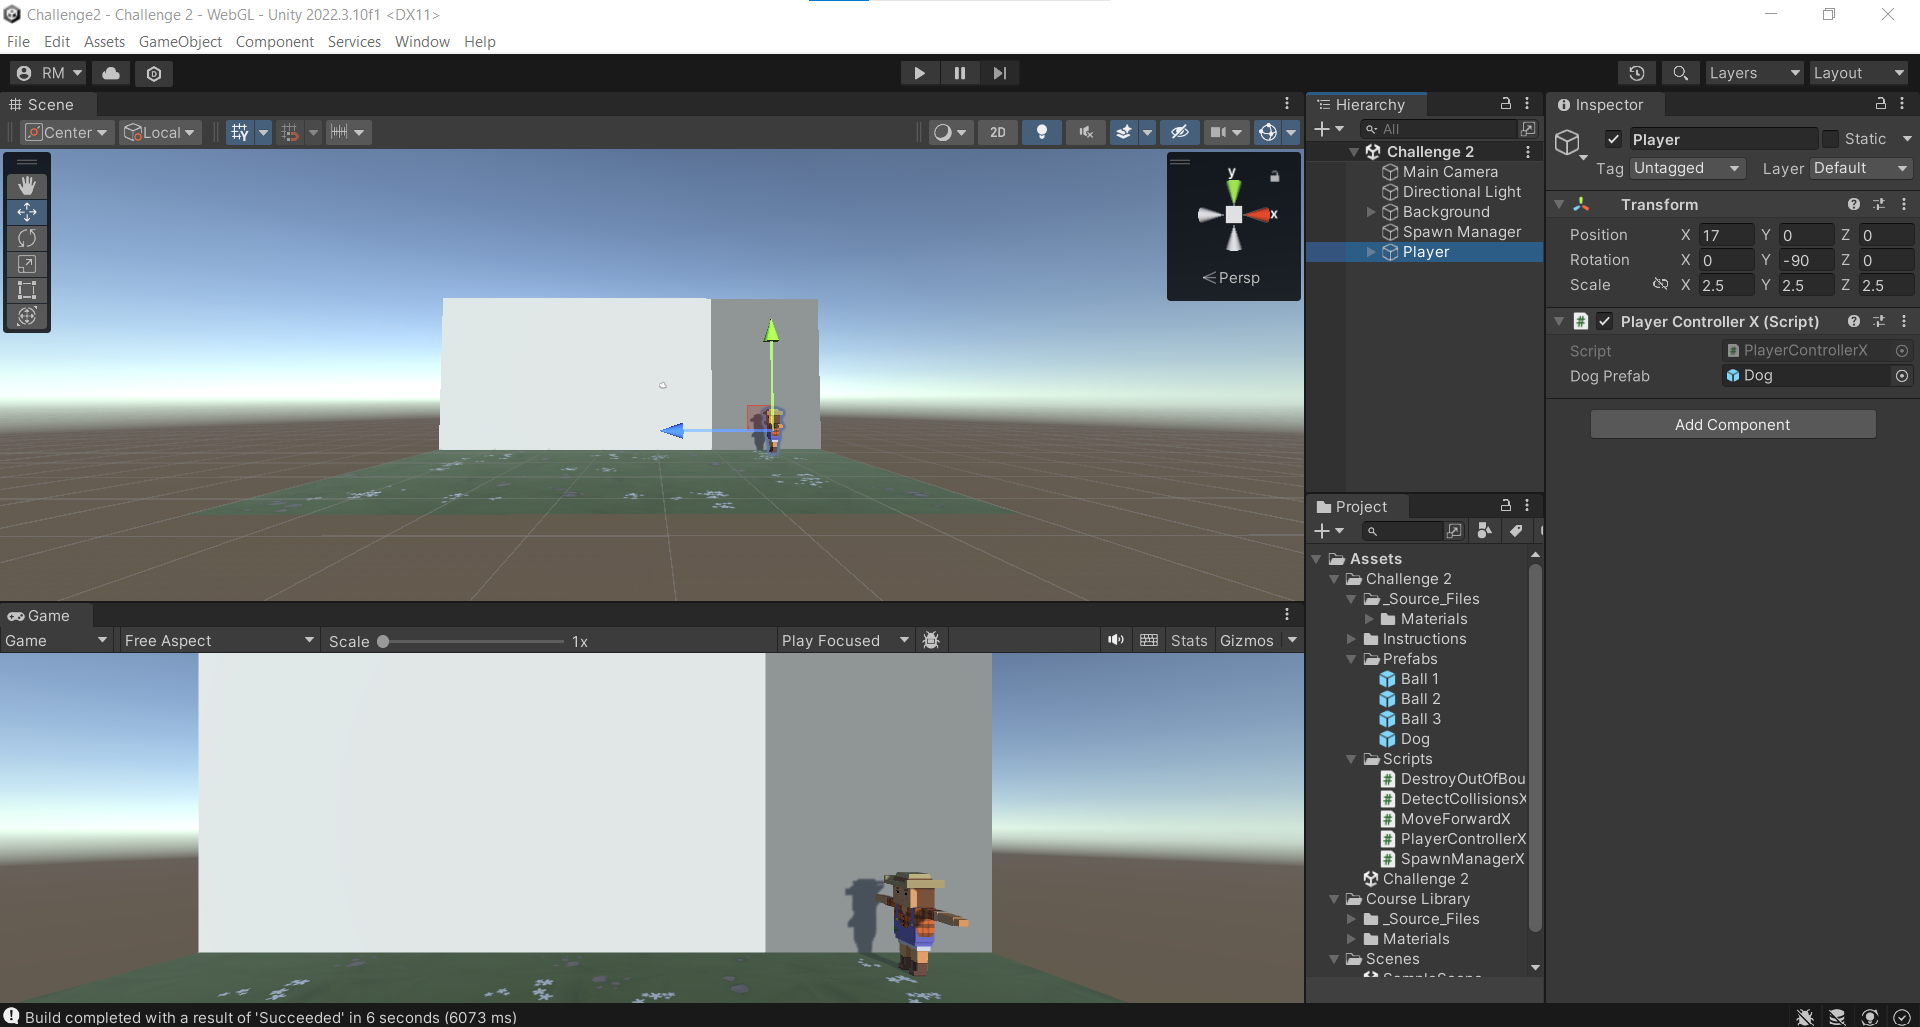 Challenge2 - Challenge 2 - WebGL - Unity 2022.3.10f1 <DX11>
File Edit Assets GameObject Component Services Window Help
RM Layers Layout
Scene
Center Local 2D
y
x
Persp
Game
Game Free Aspect Scale 1x Play Focused Stats Gizmos
Hierarchy
All
Challenge 2
Main Camera
Directional Light
Background
Spawn Manager
Player
Project
Assets
Challenge 2
_Source_Files
Materials
Instructions
Prefabs
Ball 1
Ball 2
Ball 3
Dog
Scripts
DestroyOutOfBou
DetectCollisionsX
MoveForwardX
PlayerControllerX
SpawnManagerX
Challenge 2
Course Library
_Source_Files
Materials
Scenes
SampleScene
Inspector
Player Static
Tag Untagged Layer Default
Transform
Position X 17 Y 0 Z 0
Rotation X 0 Y -90 Z 0
Scale X 2.5 Y 2.5 Z 2.5
# Player Controller X (Script)
Script PlayerControllerX
Dog Prefab Dog
Add Component
Build completed with a result of 'Succeeded' in 6 seconds (6073 ms)